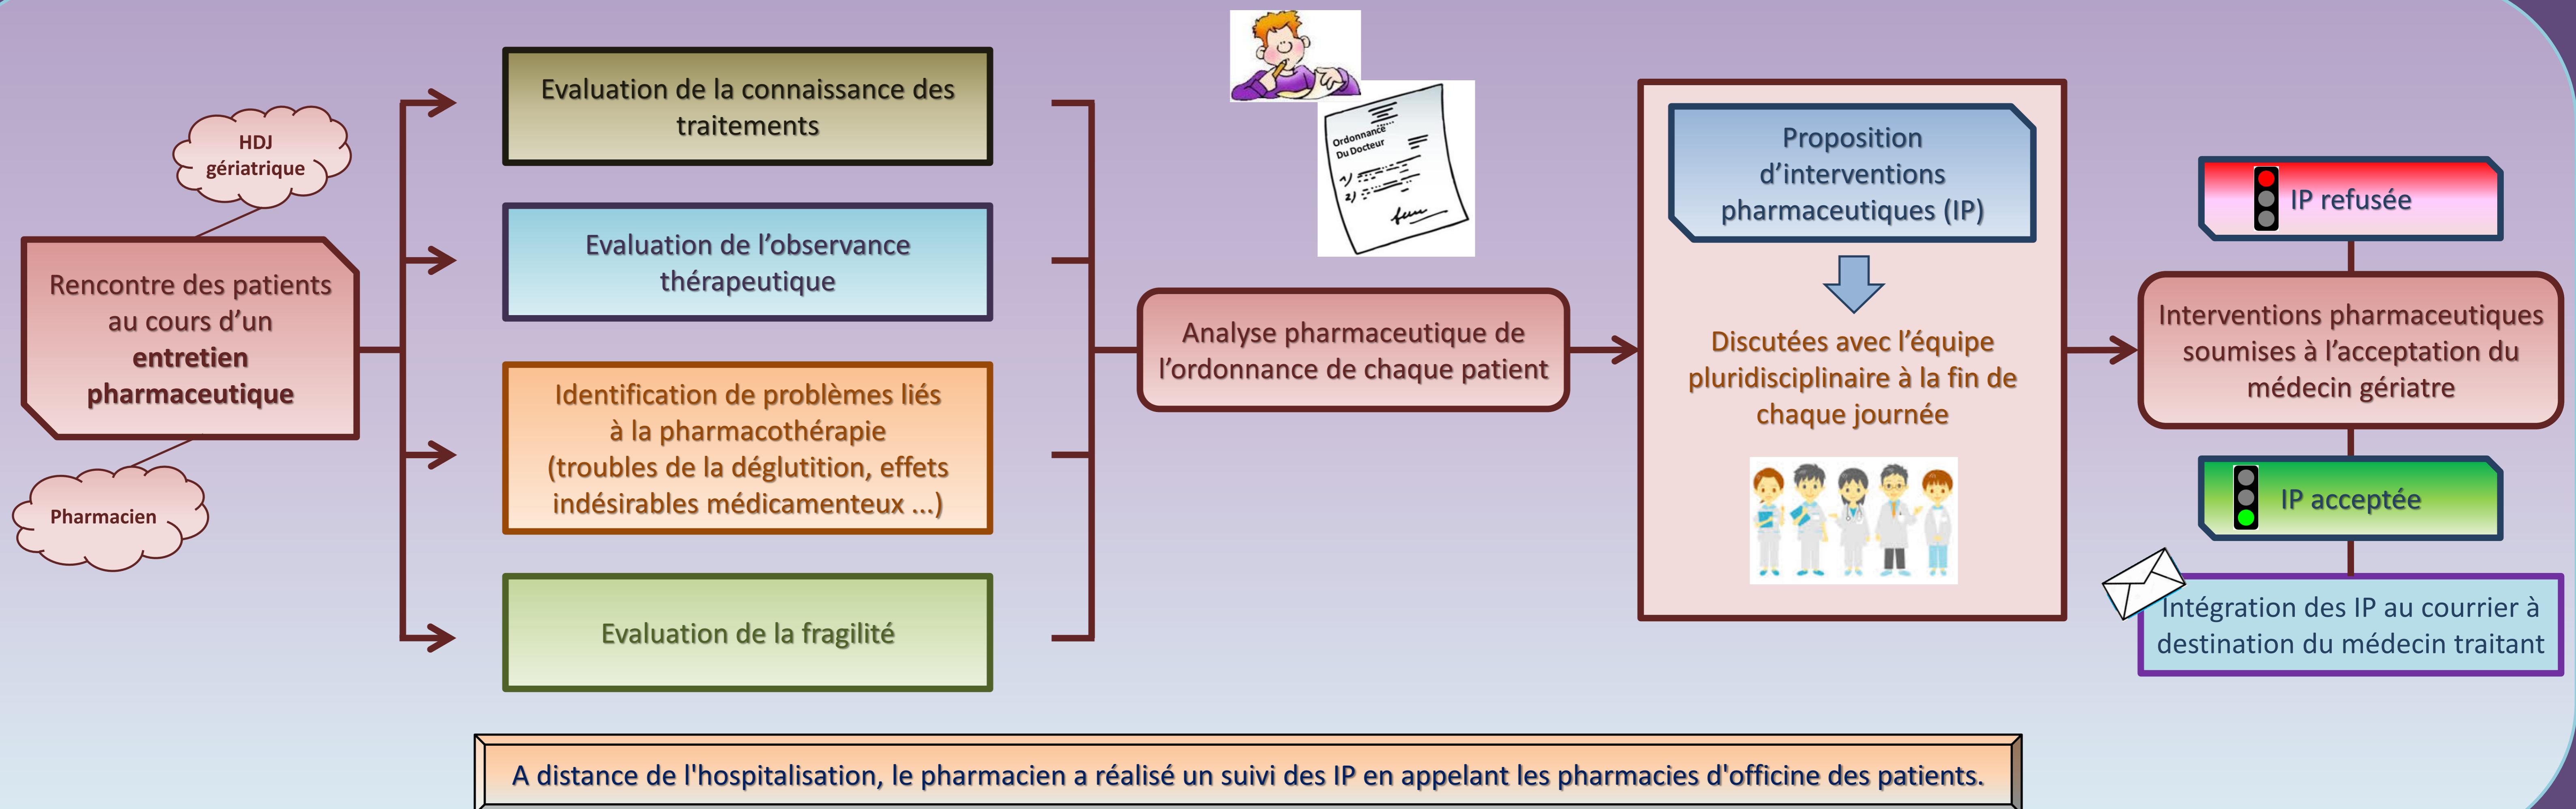 HDJ
gériatrique
Rencontre des patients
au cours d’un
entretien
pharmaceutique
Pharmacien
Evaluation de la connaissance des
traitements
Evaluation de l’observance
thérapeutique
Identification de problèmes liés
à la pharmacothérapie
(troubles de la déglutition, effets
indésirables médicamenteux ...)
Evaluation de la fragilité
Ordonnance
Du Docteur
1)
2)
Analyse pharmaceutique de
l’ordonnance de chaque patient
Proposition
d’interventions
pharmaceutiques (IP)
Discutées avec l’équipe
pluridisciplinaire à la fin de
chaque journée
IP refusée
Interventions pharmaceutiques
soumises à l’acceptation du
médecin gériatre
IP acceptée
Intégration des IP au courrier à
destination du médecin traitant
A distance de l'hospitalisation, le pharmacien a réalisé un suivi des IP en appelant les pharmacies d'officine des patients.